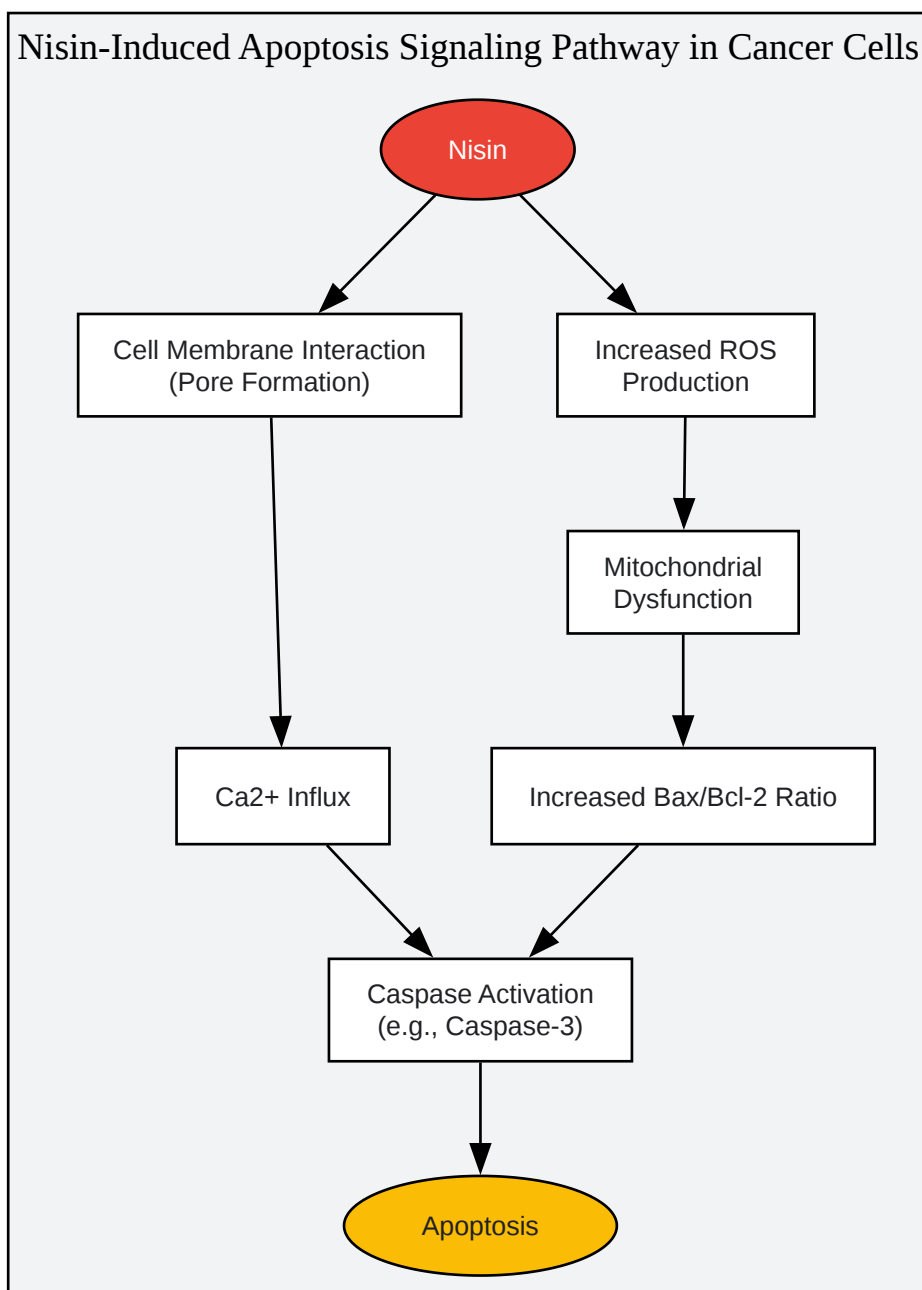 Nisin-Induced Apoptosis Signaling Pathway in Cancer Cells
Nisin
Cell Membrane Interaction
(Pore Formation)
Increased ROS
Production
Mitochondrial
Dysfunction
Ca2+ Influx
Increased Bax/Bcl-2 Ratio
Caspase Activation
(e.g., Caspase-3)
Apoptosis